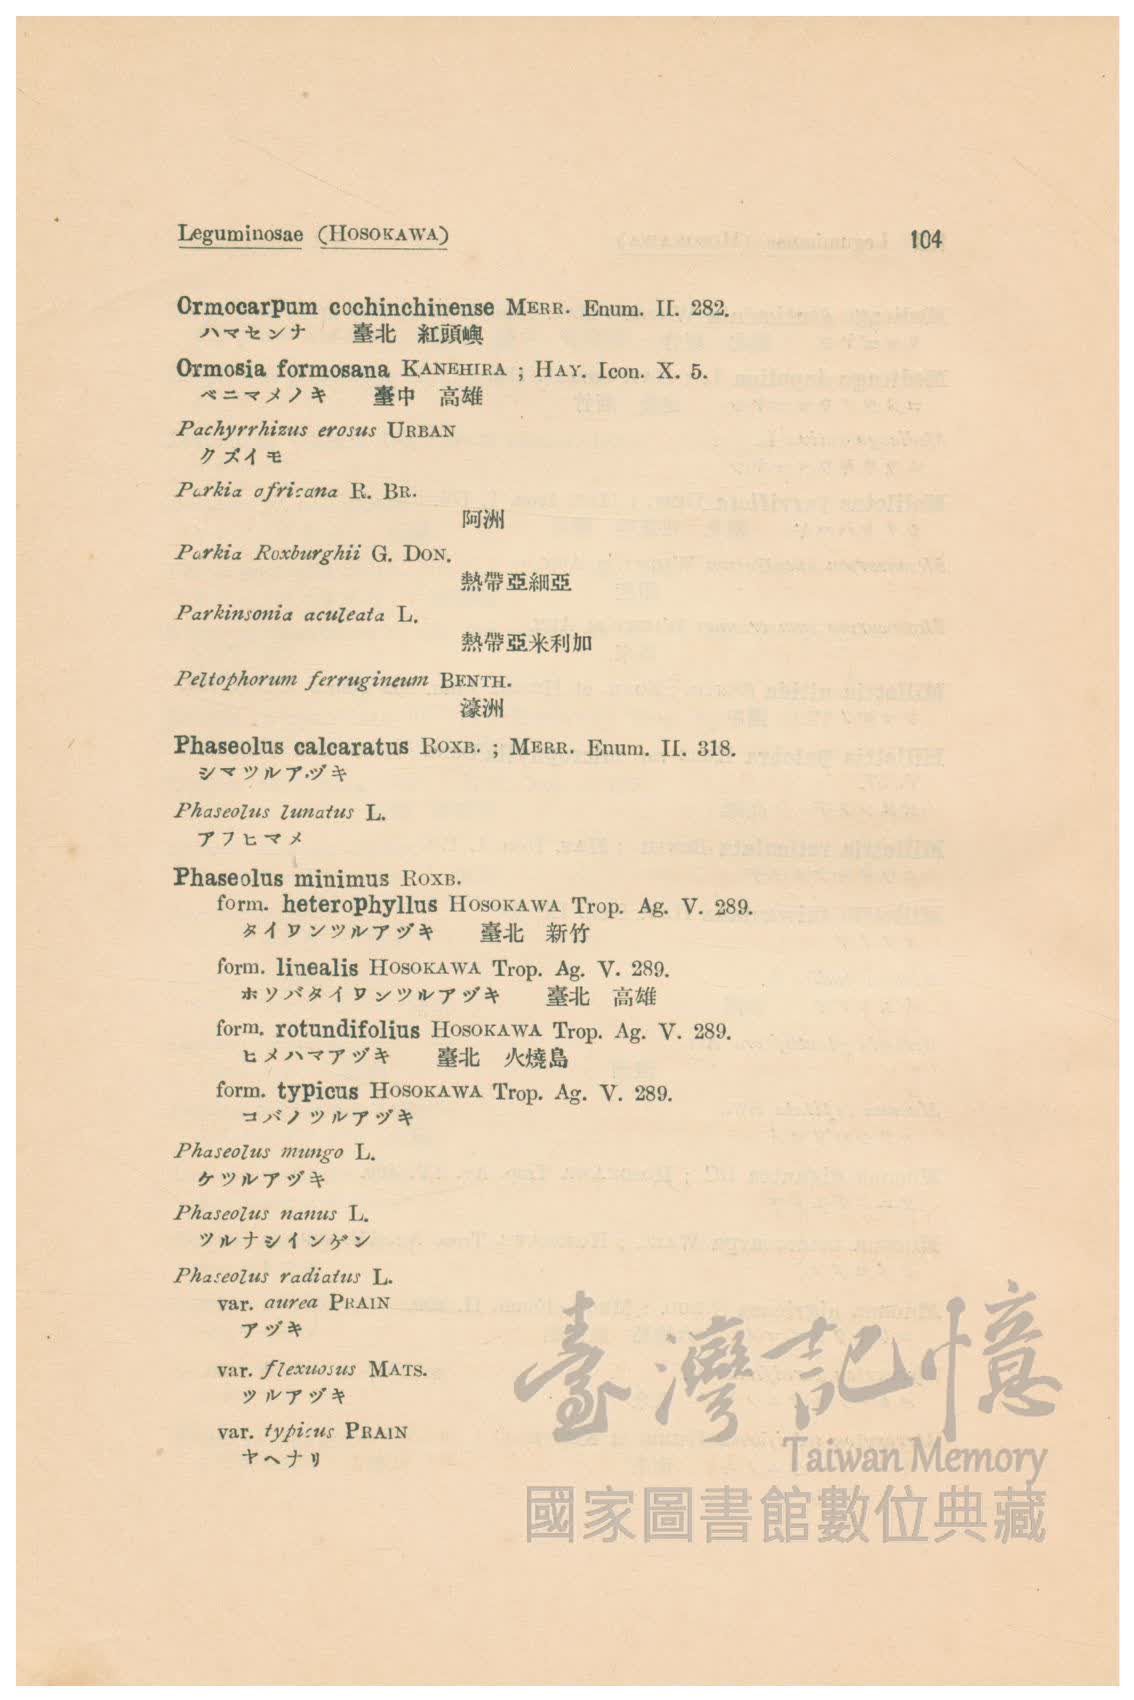 Leguminosae (HOSOKAWA) 104
Ormocarpum cochinchinense MERR. Enum. II. 282.
ハマセンナ 臺北 紅頭嶼
Ormosia formosana KANEHIRA ; HAY. Icon. X. 5.
ベニマメノキ 臺中 高雄
Pachyrrhizus erosus URBAN
クズイモ
Parkia africana R. BR.
阿洲
Parkia Roxburghii G. DON.
熱帶亞細亞
Parkinsonia aculeata L.
熱帶亞米利加
Peltophorum ferrugineum BENTH.
濠洲
Phaseolus calcaratus ROXB. ; MERR. Enum. II. 318.
シマツルアヅキ
Phaseolus lunatus L.
アフヒマメ
Phaseolus minimus ROXB.
form. heterophyllus HOSOKAWA Trop. Ag. V. 289.
タイワンツルアヅキ 臺北 新竹
form. linealis HOSOKAWA Trop. Ag. V. 289.
ホソバタイワンツルアヅキ 臺北 高雄
form. rotundifolius HOSOKAWA Trop. Ag. V. 289.
ヒメハマアヅキ 臺北 火燒島
form. typicus HOSOKAWA Trop. Ag. V. 289.
コバノツルアヅキ
Phaseolus mungo L.
ケツルアヅキ
Phaseolus nanus L.
ツルナシインゲン
Phaseolus radiatus L.
var. aurea PRAIN
アヅキ
var. flexuosus MATS.
ツルアヅキ
var. typicus PRAIN
ヤヘナリ
臺灣記憶
Taiwan Memory
國家圖書館數位典藏